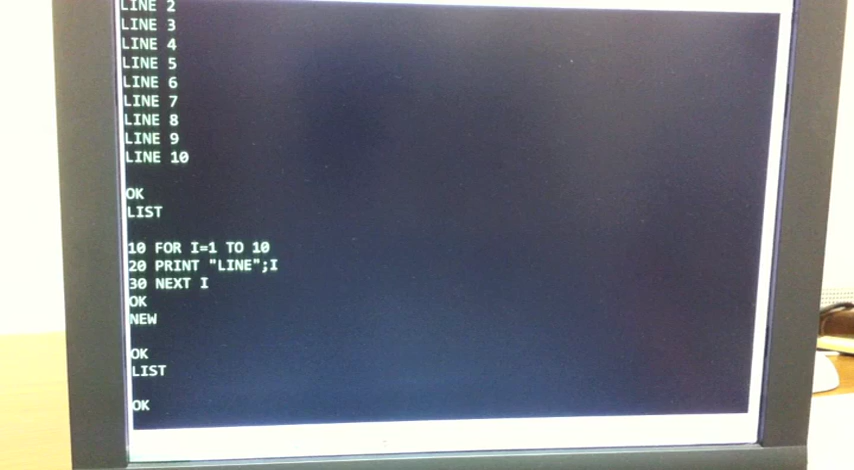 LINE 2
LINE 3
LINE 4
LINE 5
LINE 6
LINE 7
LINE 8
LINE 9
LINE 10
OK
LIST
10 FOR I=1 TO 10
20 PRINT "LINE";I
30 NEXT I
OK
NEW
OK
LIST
OK